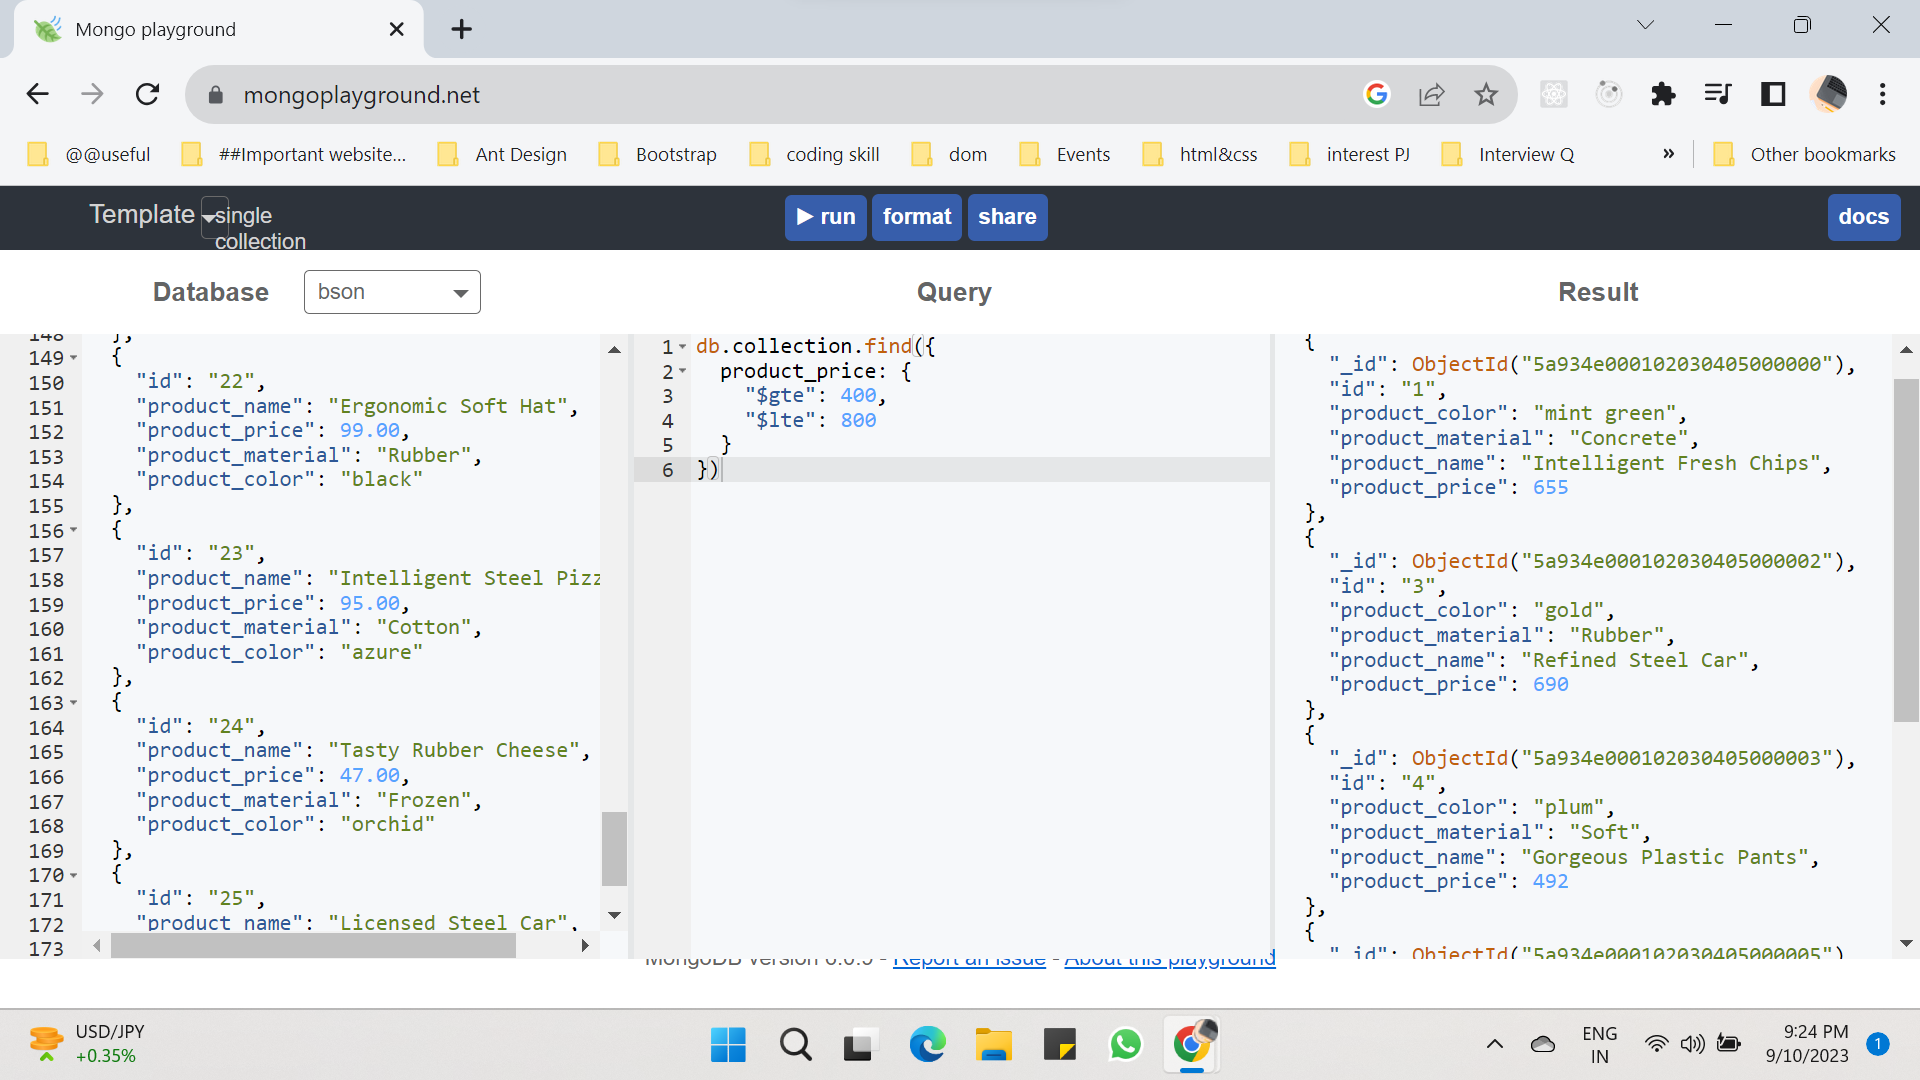 Mongo playground
mongoplayground.net
@@useful
##Important website...
Ant Design
Bootstrap
coding skill
dom
Events
html&css
interest PJ
Interview Q
»
Other bookmarks
Template
single collection
▶ run
format
share
docs
Database
bson
Query
Result
148
},
149
{
150
"id": "22",
151
"product_name": "Ergonomic Soft Hat",
152
"product_price": 99.00,
153
"product_material": "Rubber",
154
"product_color": "black"
155
},
156
{
157
"id": "23",
158
"product_name": "Intelligent Steel Pizz
159
"product_price": 95.00,
160
"product_material": "Cotton",
161
"product_color": "azure"
162
},
163
{
164
"id": "24",
165
"product_name": "Tasty Rubber Cheese",
166
"product_price": 47.00,
167
"product_material": "Frozen",
168
"product_color": "orchid"
169
},
170
{
171
"id": "25",
172
"product_name": "Licensed Steel Car",
173
1 db.collection.find({
2 product_price: {
3 "$gte": 400,
4 "$lte": 800
5 }
6 })
{
"_id": ObjectId("5a934e000102030405000000"),
"id": "1",
"product_color": "mint green",
"product_material": "Concrete",
"product_name": "Intelligent Fresh Chips",
"product_price": 655
},
{
"_id": ObjectId("5a934e000102030405000002"),
"id": "3",
"product_color": "gold",
"product_material": "Rubber",
"product_name": "Refined Steel Car",
"product_price": 690
},
{
"_id": ObjectId("5a934e000102030405000003"),
"id": "4",
"product_color": "plum",
"product_material": "Soft",
"product_name": "Gorgeous Plastic Pants",
"product_price": 492
},
{
"_id": ObjectId("5a934e000102030405000005")
MongoDB version - Report an issue - About this playground
USD/JPY
+0.35%
ENG
IN
9:24 PM
9/10/2023
1